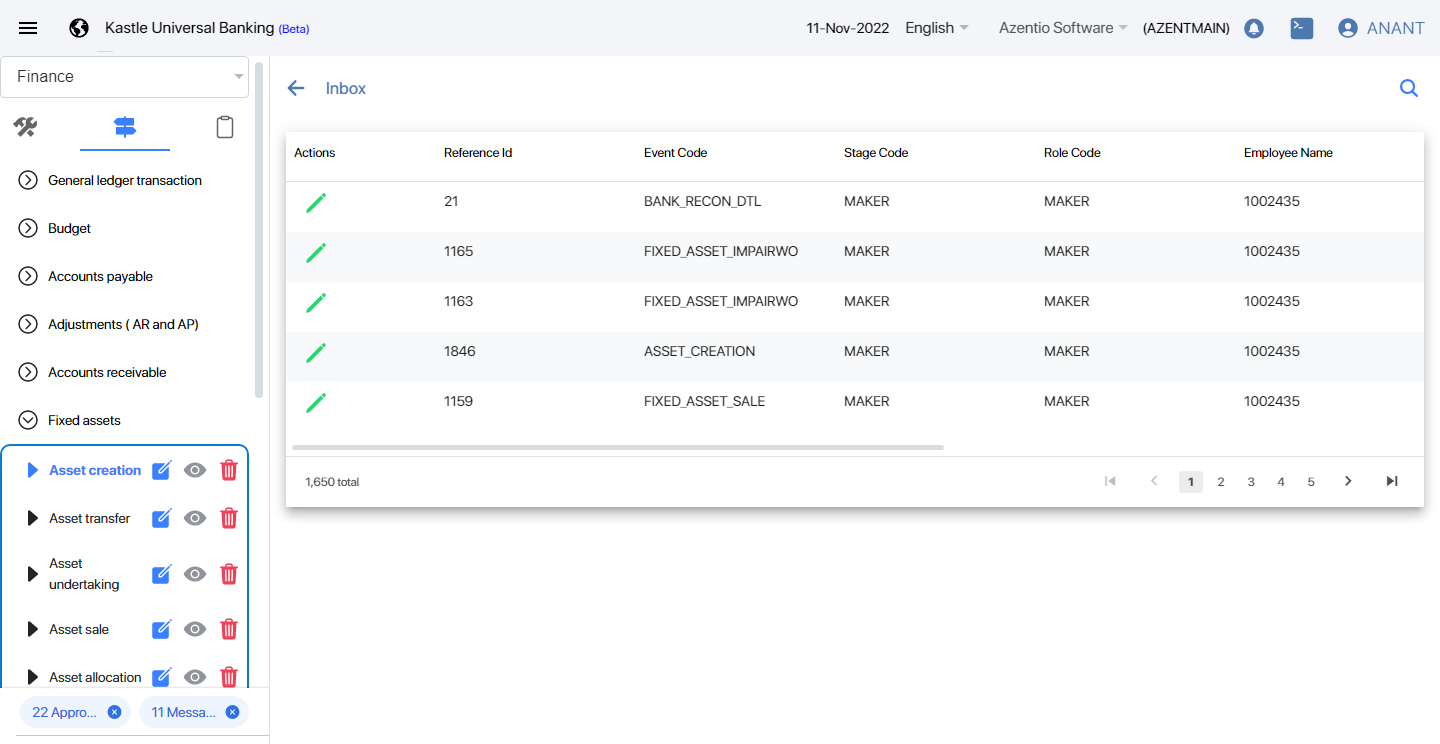 Kastle Universal Banking (Beta) 11-Nov-2022 English Azentio Software (AZENTMAIN) ANANT
Finance
General ledger transaction
Budget
Accounts payable
Adjustments ( AR and AP)
Accounts receivable
Fixed assets
Asset creation
Asset transfer
Asset
undertaking
Asset sale
Asset allocation
22 Appro... 11 Messa...
Inbox
Actions Reference Id Event Code Stage Code Role Code Employee Name
21 BANK_RECON_DTL MAKER MAKER 1002435
1165 FIXED_ASSET_IMPAIRWO MAKER MAKER 1002435
1163 FIXED_ASSET_IMPAIRWO MAKER MAKER 1002435
1846 ASSET_CREATION MAKER MAKER 1002435
1159 FIXED_ASSET_SALE MAKER MAKER 1002435
1,650 total 1 2 3 4 5